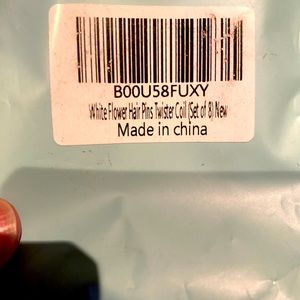 B00U58FUXY
White Flower Hair Pins Twister Coil (Set of 8) New
Made in china